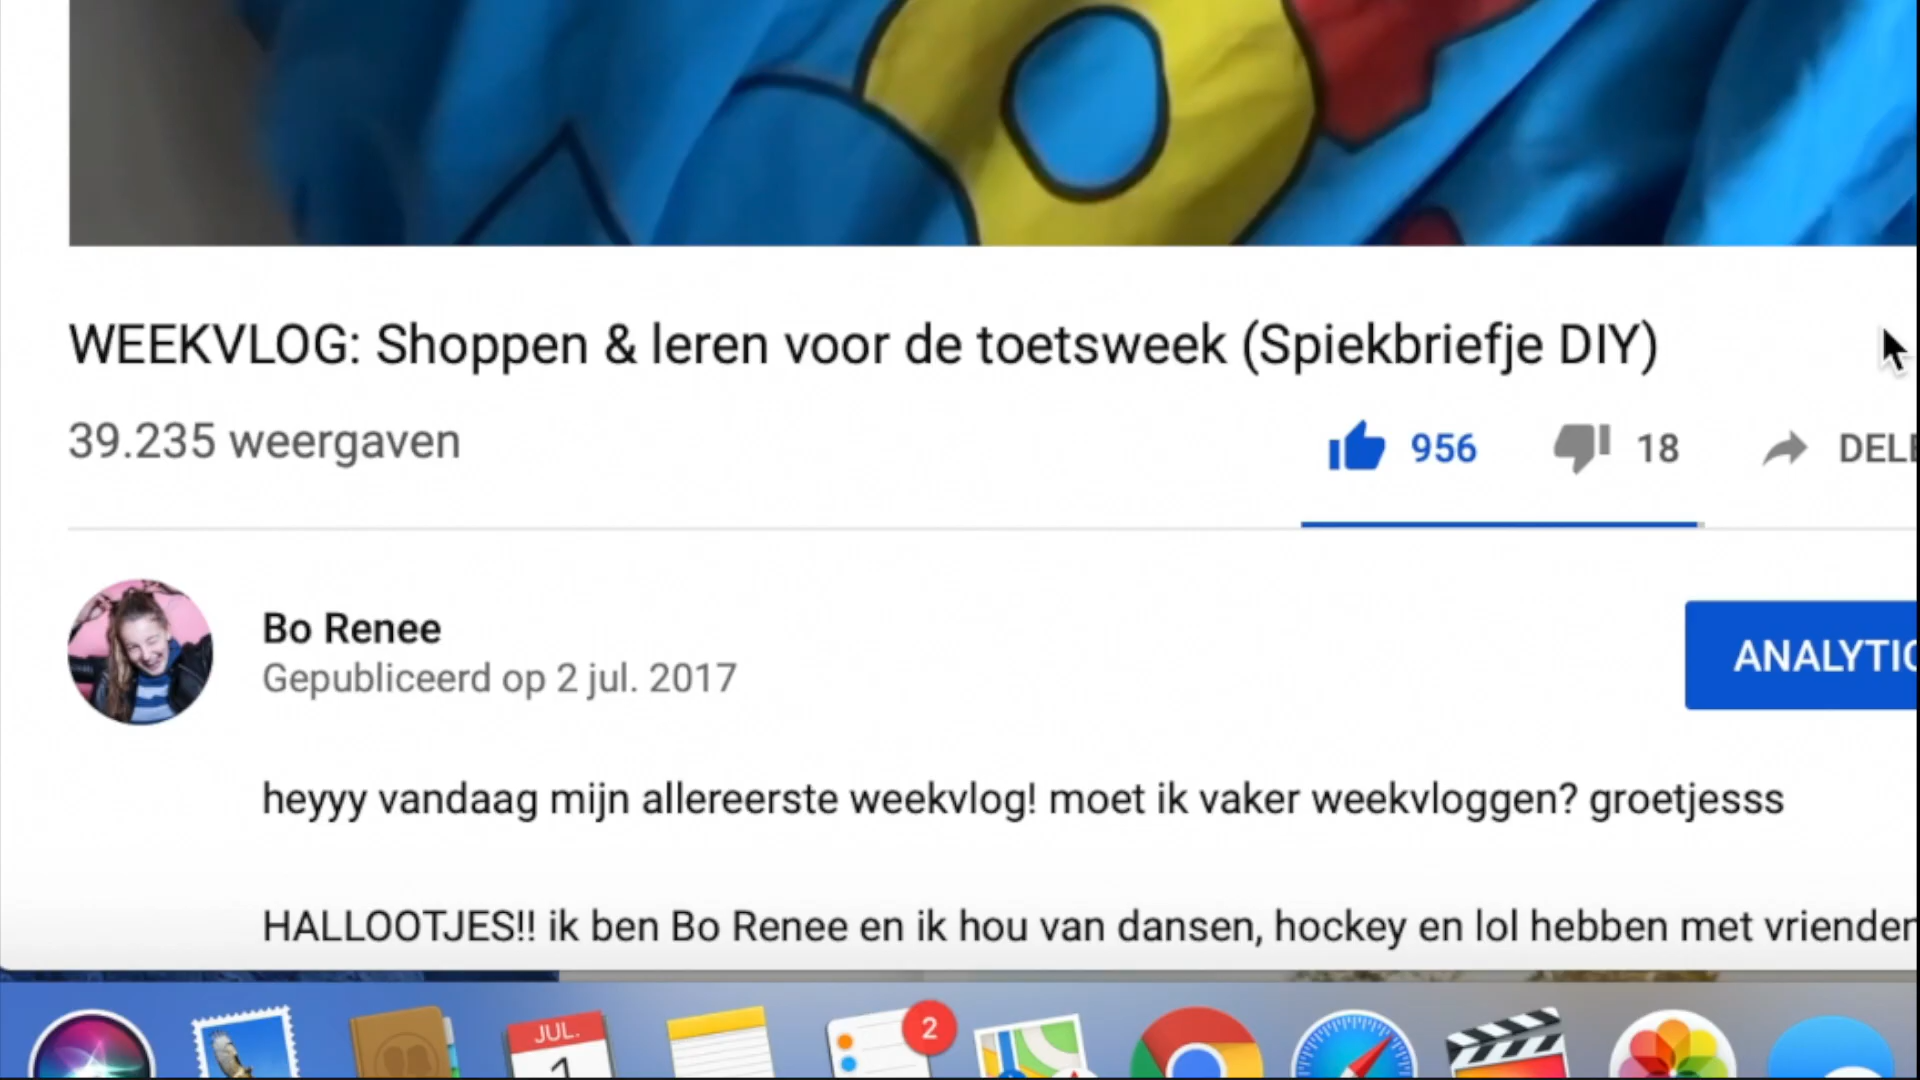 WEEKVLOG: Shoppen & leren voor de toetsweek (Spiekbriefje DIY)
39.235 weergaven
956
18
Bo Renee
Gepubliceerd op 2 jul. 2017
heyyy vandaag mijn allereerste weekvlog! moet ik vaker weekvloggen? groetjesss
HALLOOTJES!! ik ben Bo Renee en ik hou van dansen, hockey en lol hebben met vrienden
JUL.
1
2